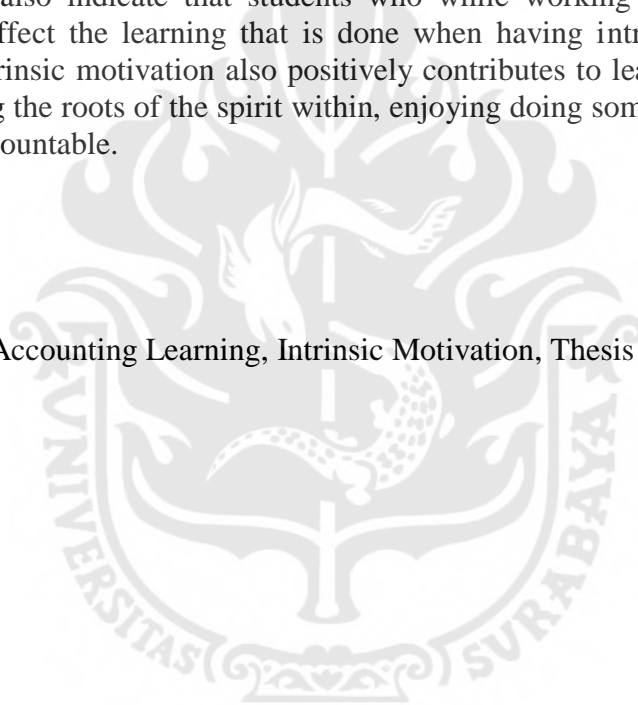 also indicate that students who while working
ffect the learning that is done when having intr
rinsic motivation also positively contributes to lea
g the roots of the spirit within, enjoying doing som
ountable.
Accounting Learning, Intrinsic Motivation, Thesis
UNIVERSITAS SURABAYA